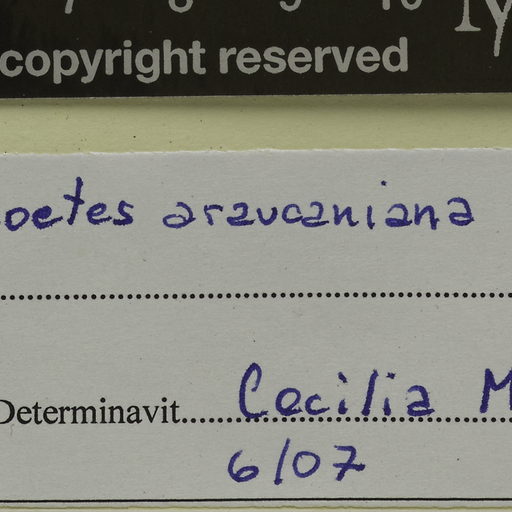 copyright reserved
oetes araucaniana
Determinavit......Cecilia M
6/07